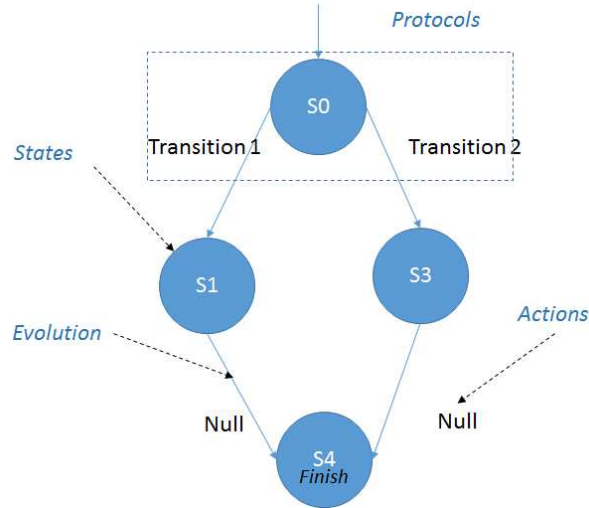 Protocols
S0
Transition 1
Transition 2
States
S1
S3
Evolution
Actions
Null
Null
S4
Finish